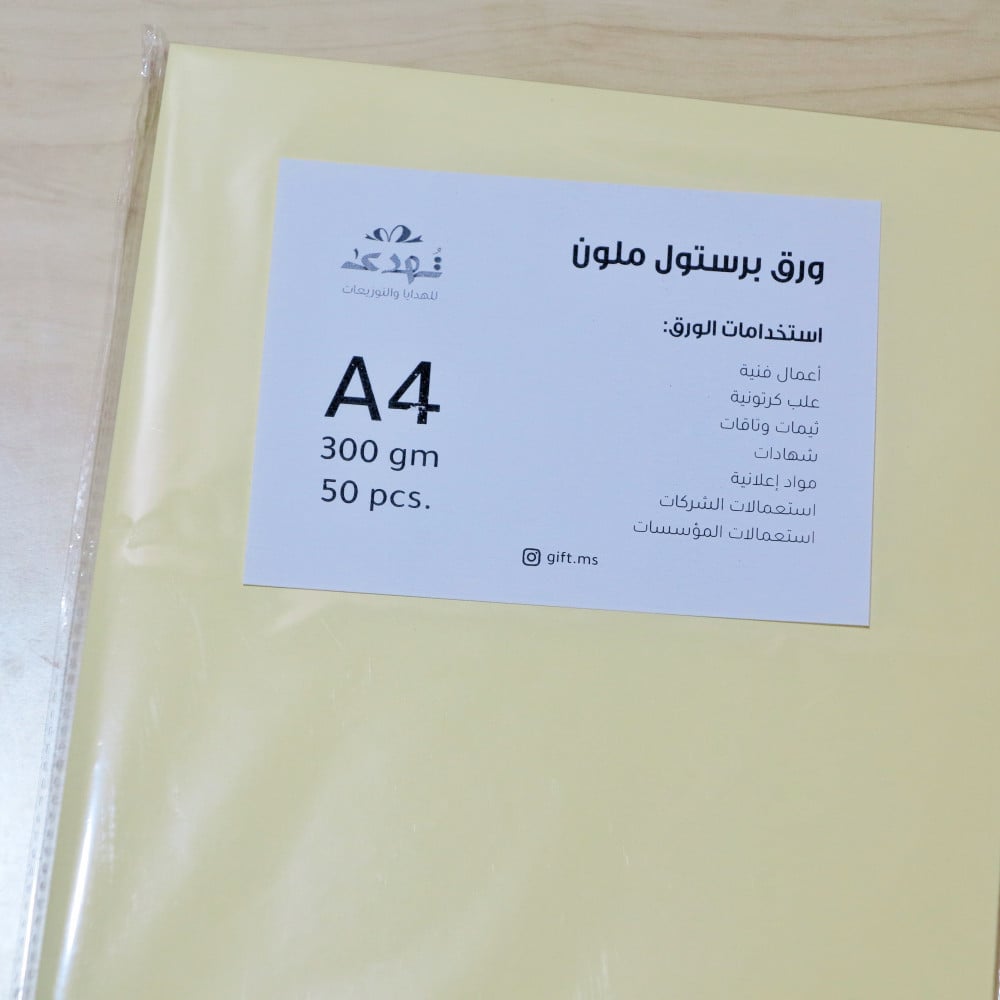 ورق برستول ملون
استخدامات الورق:
أعمال فنية
علب كرتونية
ثيمات وتاقات
شهادات
مواد إعلانية
استعمالات الشركات
استعمالات المؤسسات
تُهدى
للهدايا والتوزيعات
A4
300 gm
50 pcs.
gift.ms